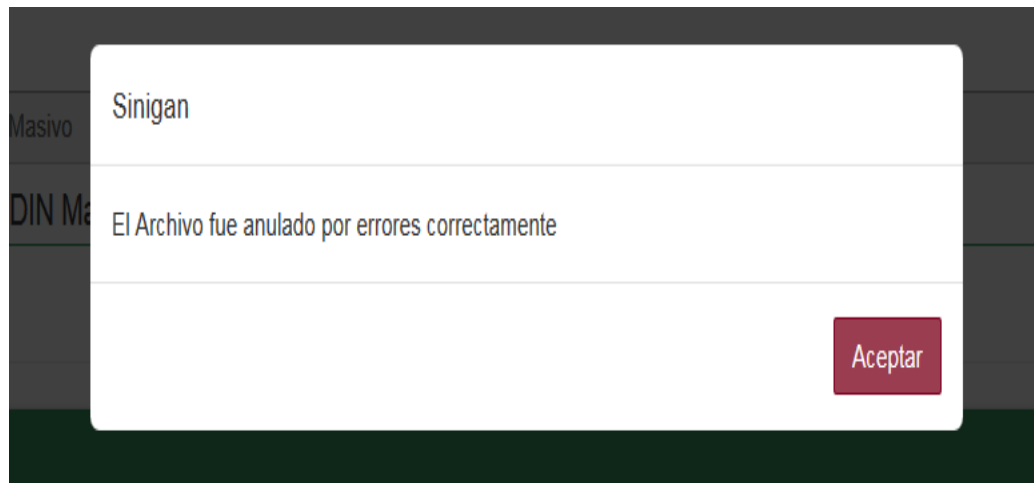 Sinigan
Masivo
DIN Ma
El Archivo fue anulado por errores correctamente
Aceptar